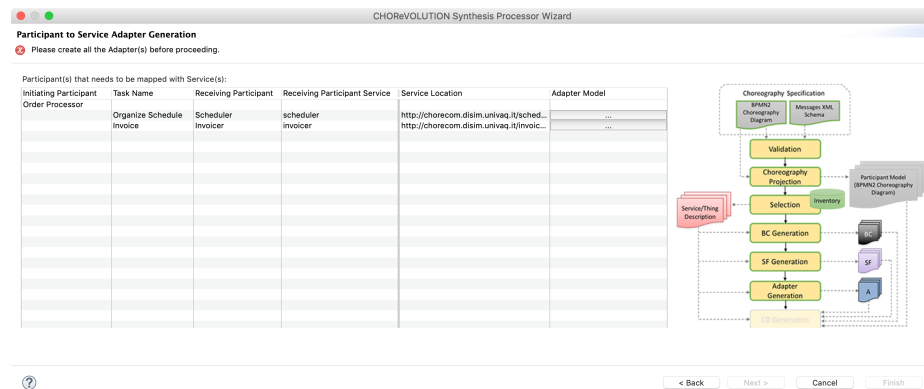 CHOReVOLUTION Synthesis Processor Wizard
Participant to Service Adapter Generation
Please create all the Adapter(s) before proceeding.
Participant(s) that needs to be mapped with Service(s):
Initiating Participant Task Name Receiving Participant Receiving Participant Service Service Location Adapter Model
Order Processor
Organize Schedule Scheduler scheduler http://chorecom.disim.univaq.it/sched... ...
Invoice Invoicer invoicer http://chorecom.disim.univaq.it/invoic... ...
Choreography Specification
BPMN2
Choreography
Diagram
Messages XML
Schema
Validation
Choreography
Projection
Participant Model
(BPMN2 Choreography
Diagram)
Selection
Inventory
Service/Thing
Description
BC Generation
BC
SF Generation
SF
Adapter
Generation
A
CD Generation
?
< Back Next > Cancel Finish